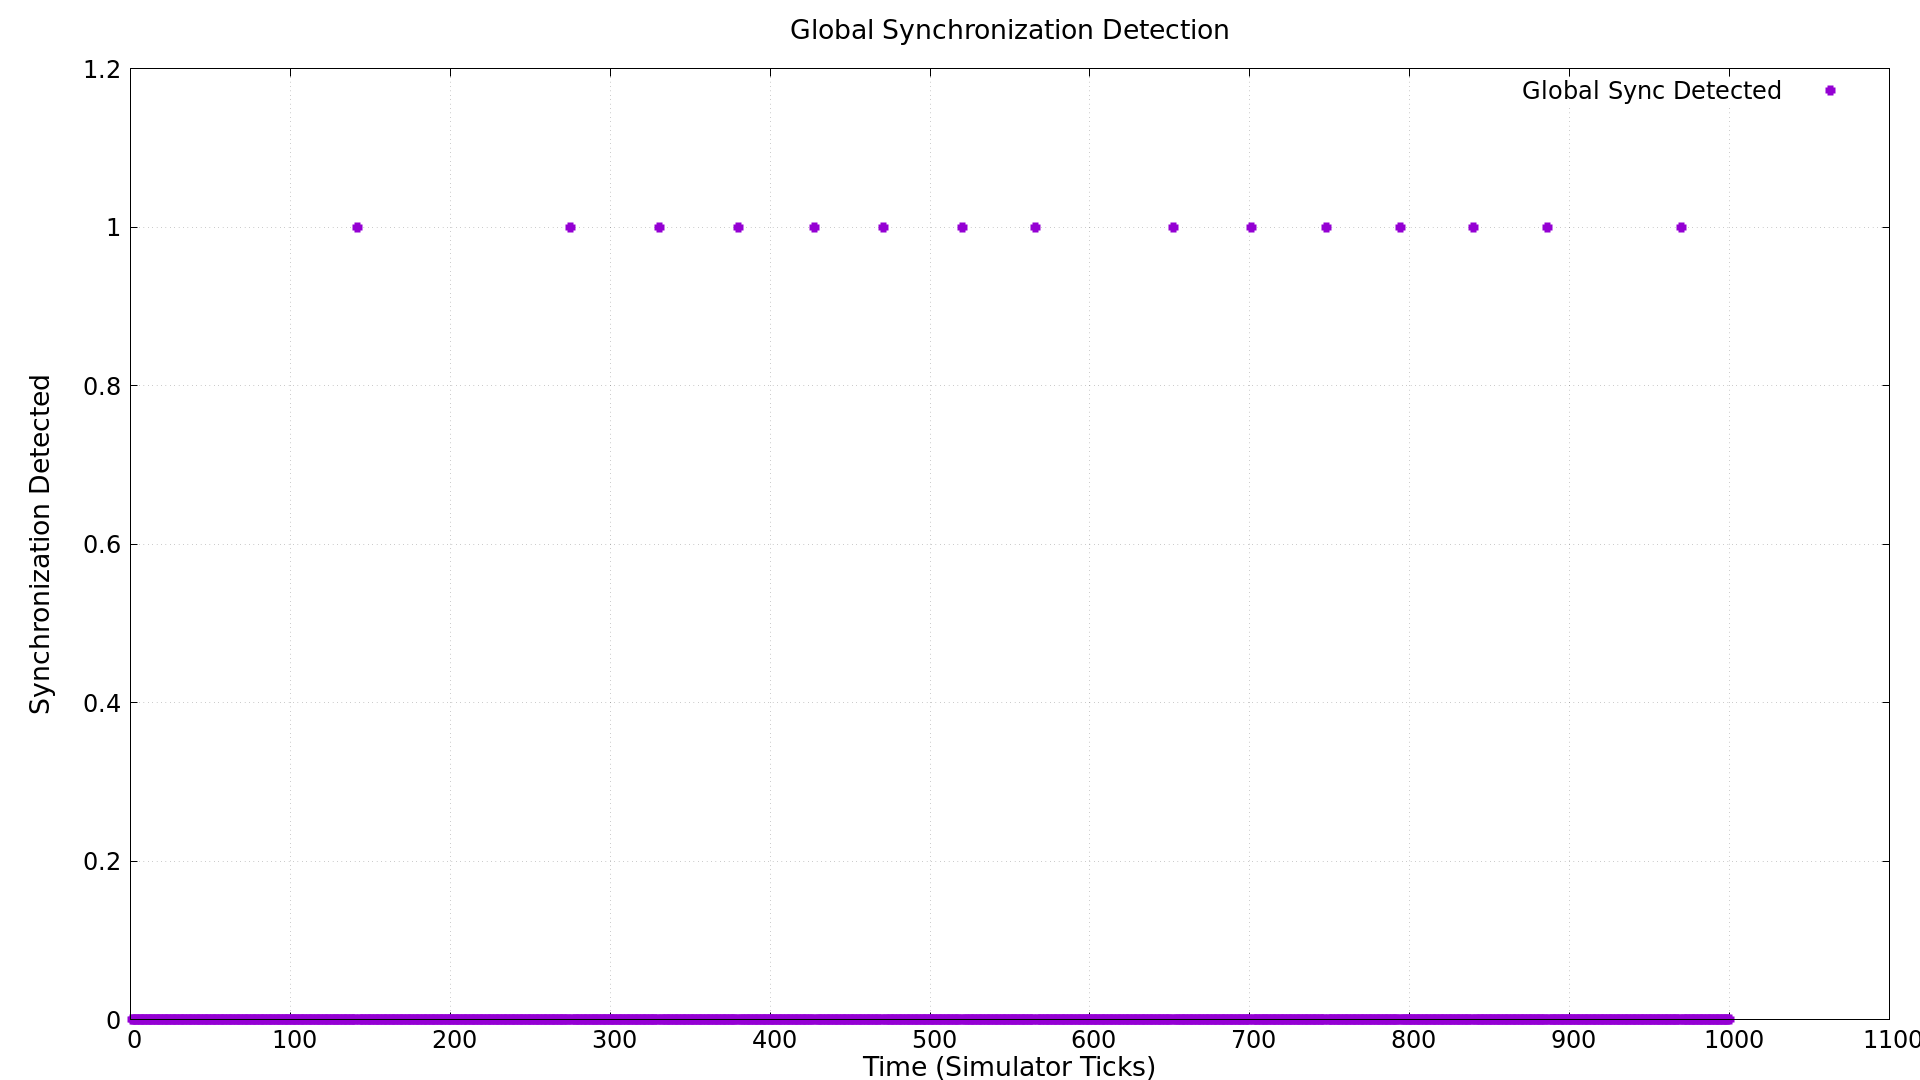 Global Synchronization Detection
Global Sync Detected
1.2
1
0.8
0.6
0.4
0.2
0
Synchronization Detected
0 100 200 300 400 500 600 700 800 900 1000 1100
Time (Simulator Ticks)